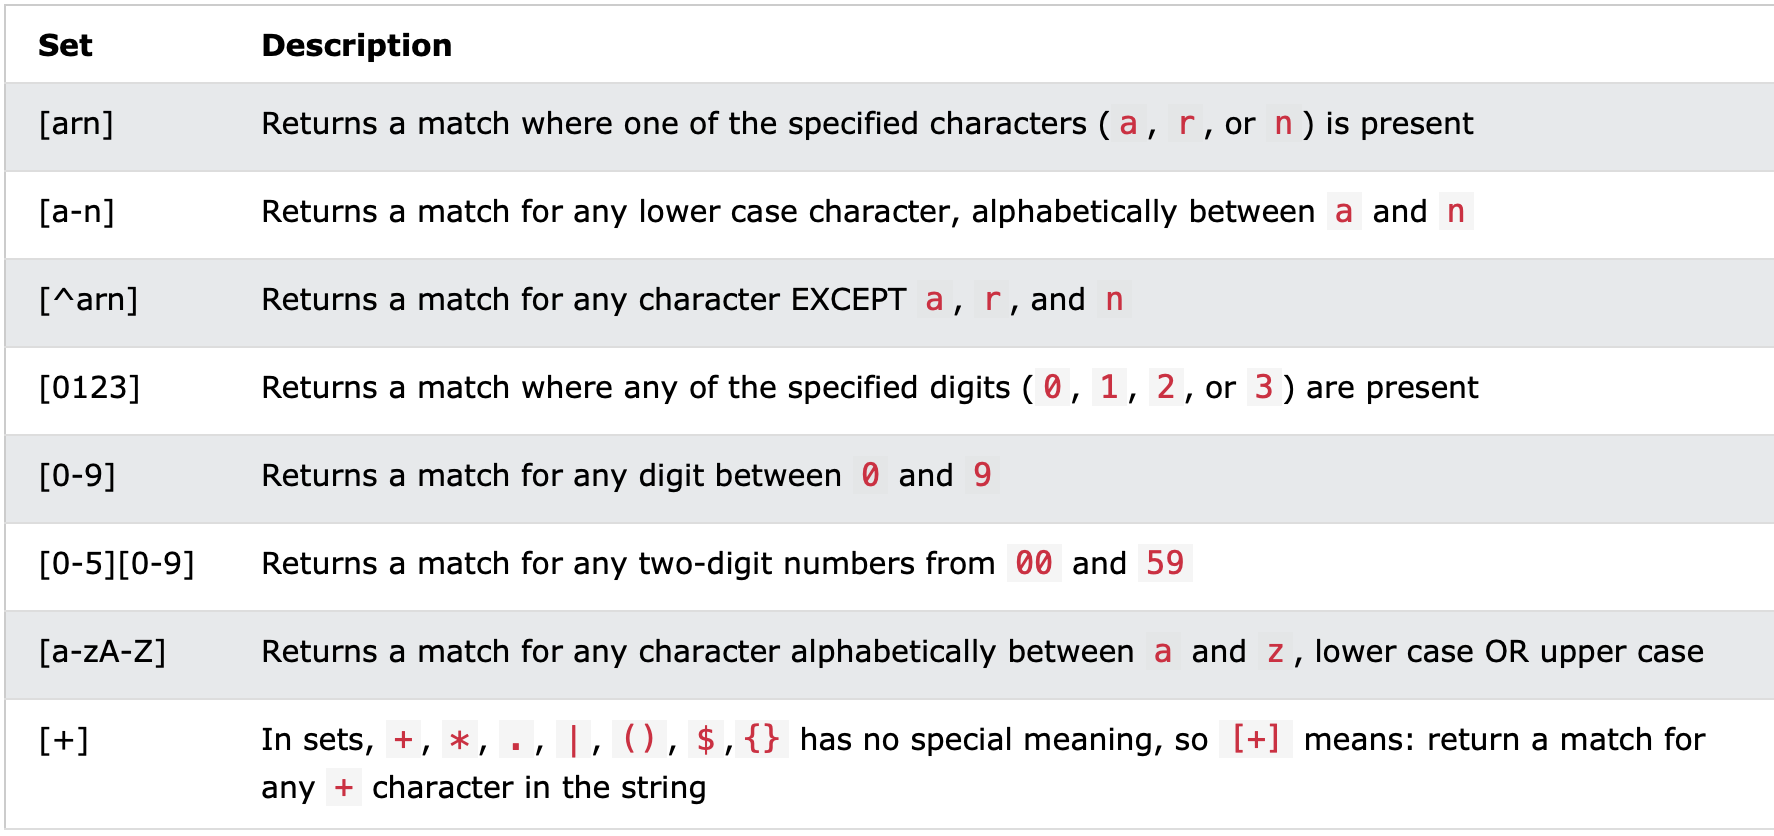 Set Description
[arn] Returns a match where one of the specified characters (a, r, or n) is present
[a-n] Returns a match for any lower case character, alphabetically between a and n
[^arn] Returns a match for any character EXCEPT a, r, and n
[0123] Returns a match where any of the specified digits (0, 1, 2, or 3) are present
[0-9] Returns a match for any digit between 0 and 9
[0-5][0-9] Returns a match for any two-digit numbers from 00 and 59
[a-zA-Z] Returns a match for any character alphabetically between a and z, lower case OR upper case
[+] In sets, +, *, ., |, (), $,{} has no special meaning, so [+] means: return a match for
any + character in the string